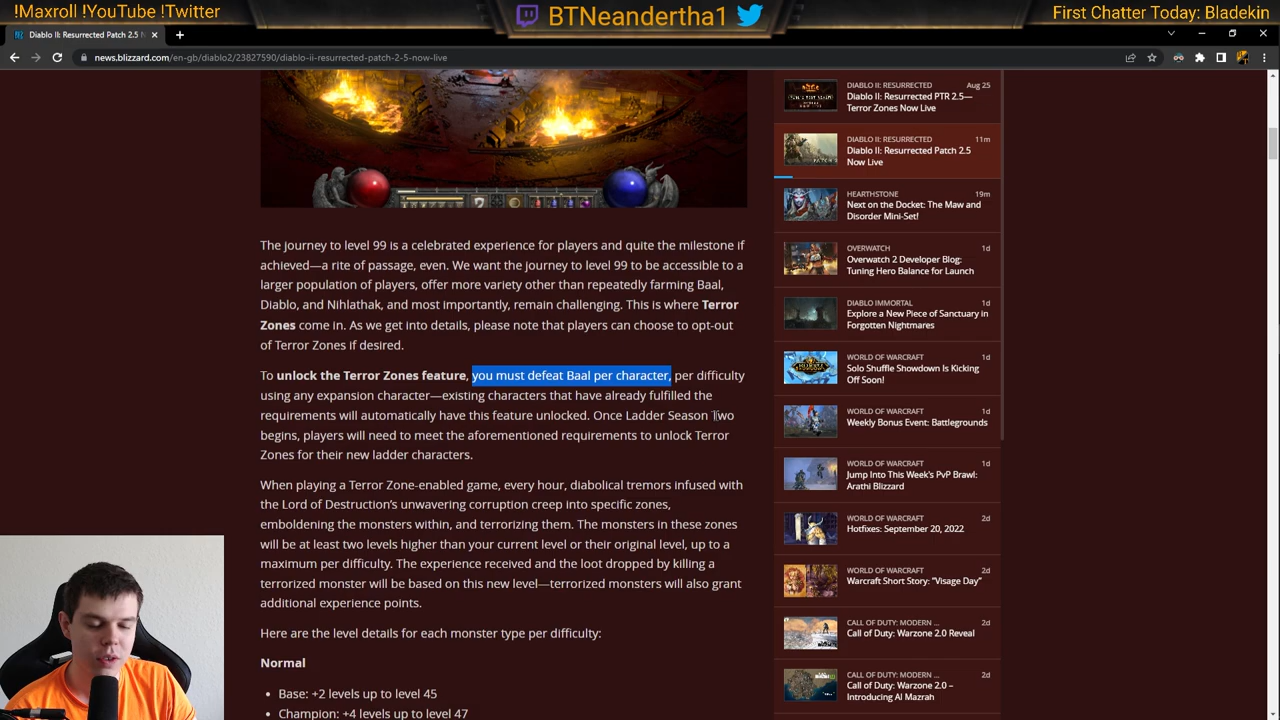 !Maxroll !YouTube !Twitter
BTNeandertha1
First Chatter Today: Bladekin
Diablo II: Resurrected Patch 2.5 N
news.blizzard.com/en-gb/diablo2/23827590/diablo-ii-resurrected-patch-2-5-now-live
The journey to level 99 is a celebrated experience for players and quite the milestone if
achieved—a rite of passage, even. We want the journey to level 99 to be accessible to a
larger population of players, offer more variety other than repeatedly farming Baal,
Diablo, and Nihlathak, and most importantly, remain challenging. This is where Terror
Zones come in. As we get into details, please note that players can choose to opt-out
of Terror Zones if desired.
To unlock the Terror Zones feature, you must defeat Baal per character, per difficulty
using any expansion character—existing characters that have already fulfilled the
requirements will automatically have this feature unlocked. Once Ladder Season Two
begins, players will need to meet the aforementioned requirements to unlock Terror
Zones for their new ladder characters.
When playing a Terror Zone-enabled game, every hour, diabolical tremors infused with
the Lord of Destruction's unwavering corruption creep into specific zones,
emboldening the monsters within, and terrorizing them. The monsters in these zones
will be at least two levels higher than your current level or their original level, up to a
maximum per difficulty. The experience received and the loot dropped by killing a
terrorized monster will be based on this new level—terrorized monsters will also grant
additional experience points.
Here are the level details for each monster type per difficulty:
Normal
• Base: +2 levels up to level 45
• Champion: +4 levels up to level 47
DIABLO II: RESURRECTED Aug 25
Diablo II: Resurrected PTR 2.5—
Terror Zones Now Live
DIABLO II: RESURRECTED 11m
Diablo II: Resurrected Patch 2.5
Now Live
HEARTHSTONE 19m
Next on the Docket: The Maw and
Disorder Mini-Set!
OVERWATCH 1d
Overwatch 2 Developer Blog:
Tuning Hero Balance for Launch
DIABLO IMMORTAL 1d
Explore a New Piece of Sanctuary in
Forgotten Nightmares
WORLD OF WARCRAFT 1d
Solo Shuffle Showdown Is Kicking
Off Soon!
WORLD OF WARCRAFT 1d
Weekly Bonus Event: Battlegrounds
WORLD OF WARCRAFT 1d
Jump Into This Week's PvP Brawl:
Arathi Blizzard
WORLD OF WARCRAFT 2d
Hotfixes: September 20, 2022
WORLD OF WARCRAFT 2d
Warcraft Short Story: “Visage Day”
CALL OF DUTY: MODERN ... 2d
Call of Duty: Warzone 2.0 Reveal
CALL OF DUTY: MODERN ... 2d
Call of Duty: Warzone 2.0 –
Introducing Al Mazrah